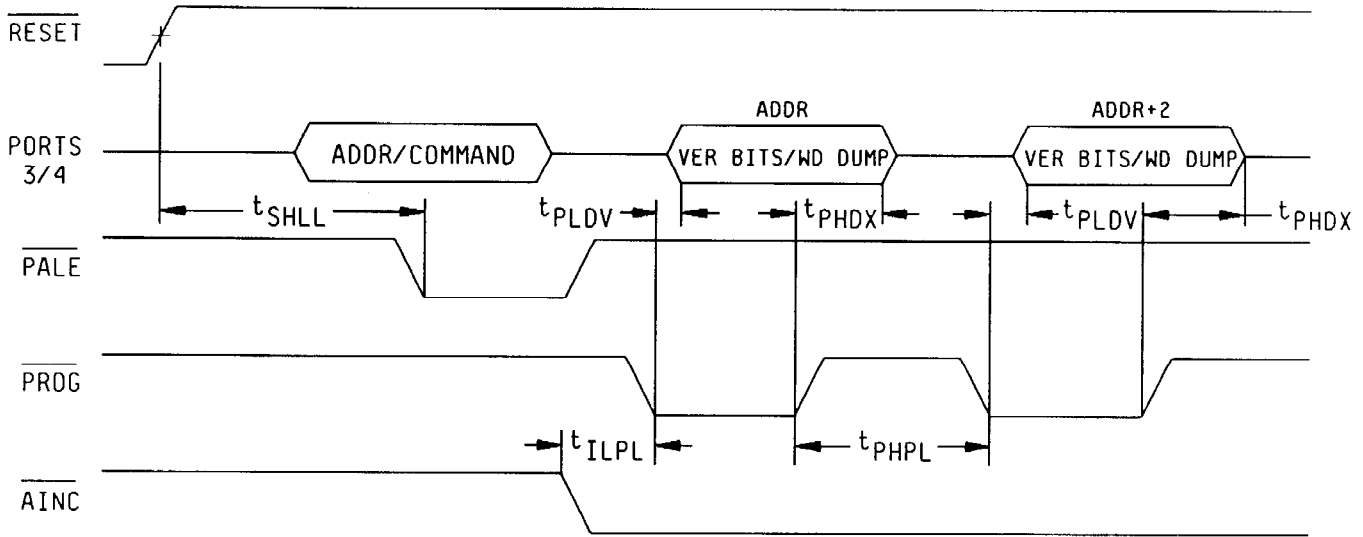 RESET
ADDR
ADDR+2
PORTS
3/4
ADDR/COMMAND
VER BITS/WD DUMP
VER BITS/WD DUMP
tSHLL
tPLDV
tPHDX
tPLDV
tPHDX
PALE
PROG
tILPL
tPHPL
AINC